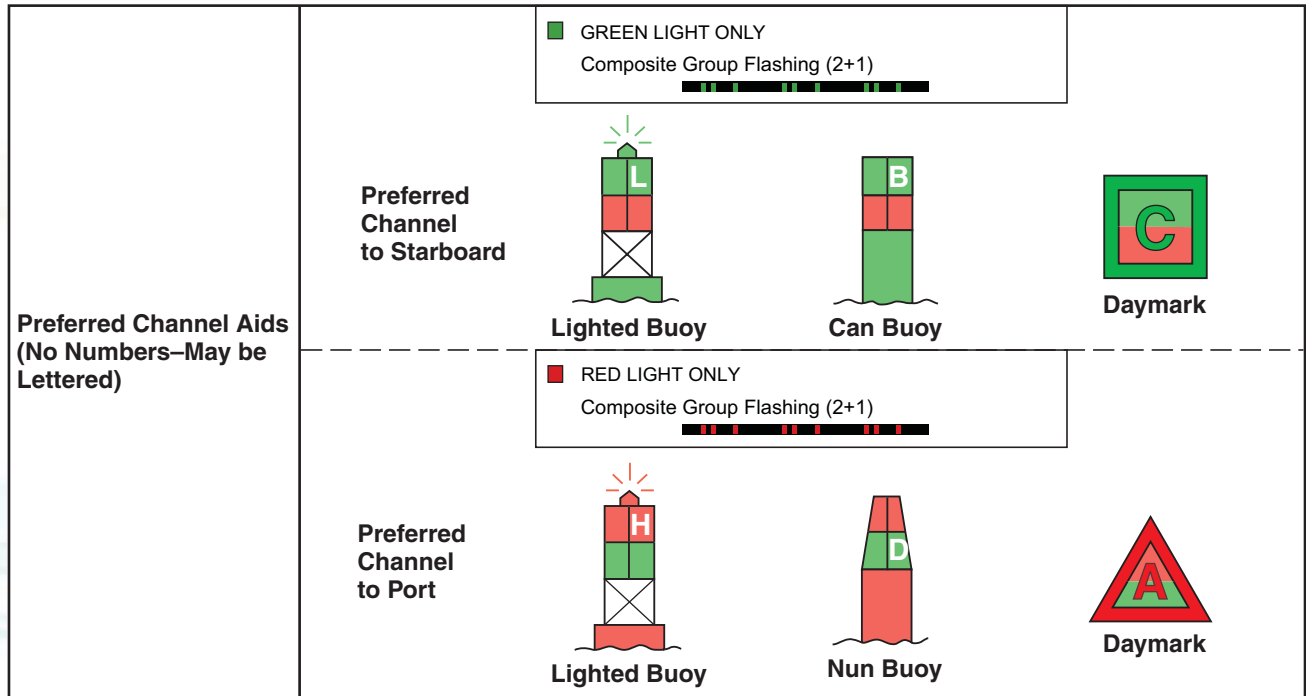 Preferred Channel Aids
(No Numbers–May be
Lettered)
GREEN LIGHT ONLY
Composite Group Flashing (2+1)
Preferred
Channel
to Starboard
L
B
C
Lighted Buoy
Can Buoy
Daymark
RED LIGHT ONLY
Composite Group Flashing (2+1)
Preferred
Channel
to Port
H
D
A
Lighted Buoy
Nun Buoy
Daymark